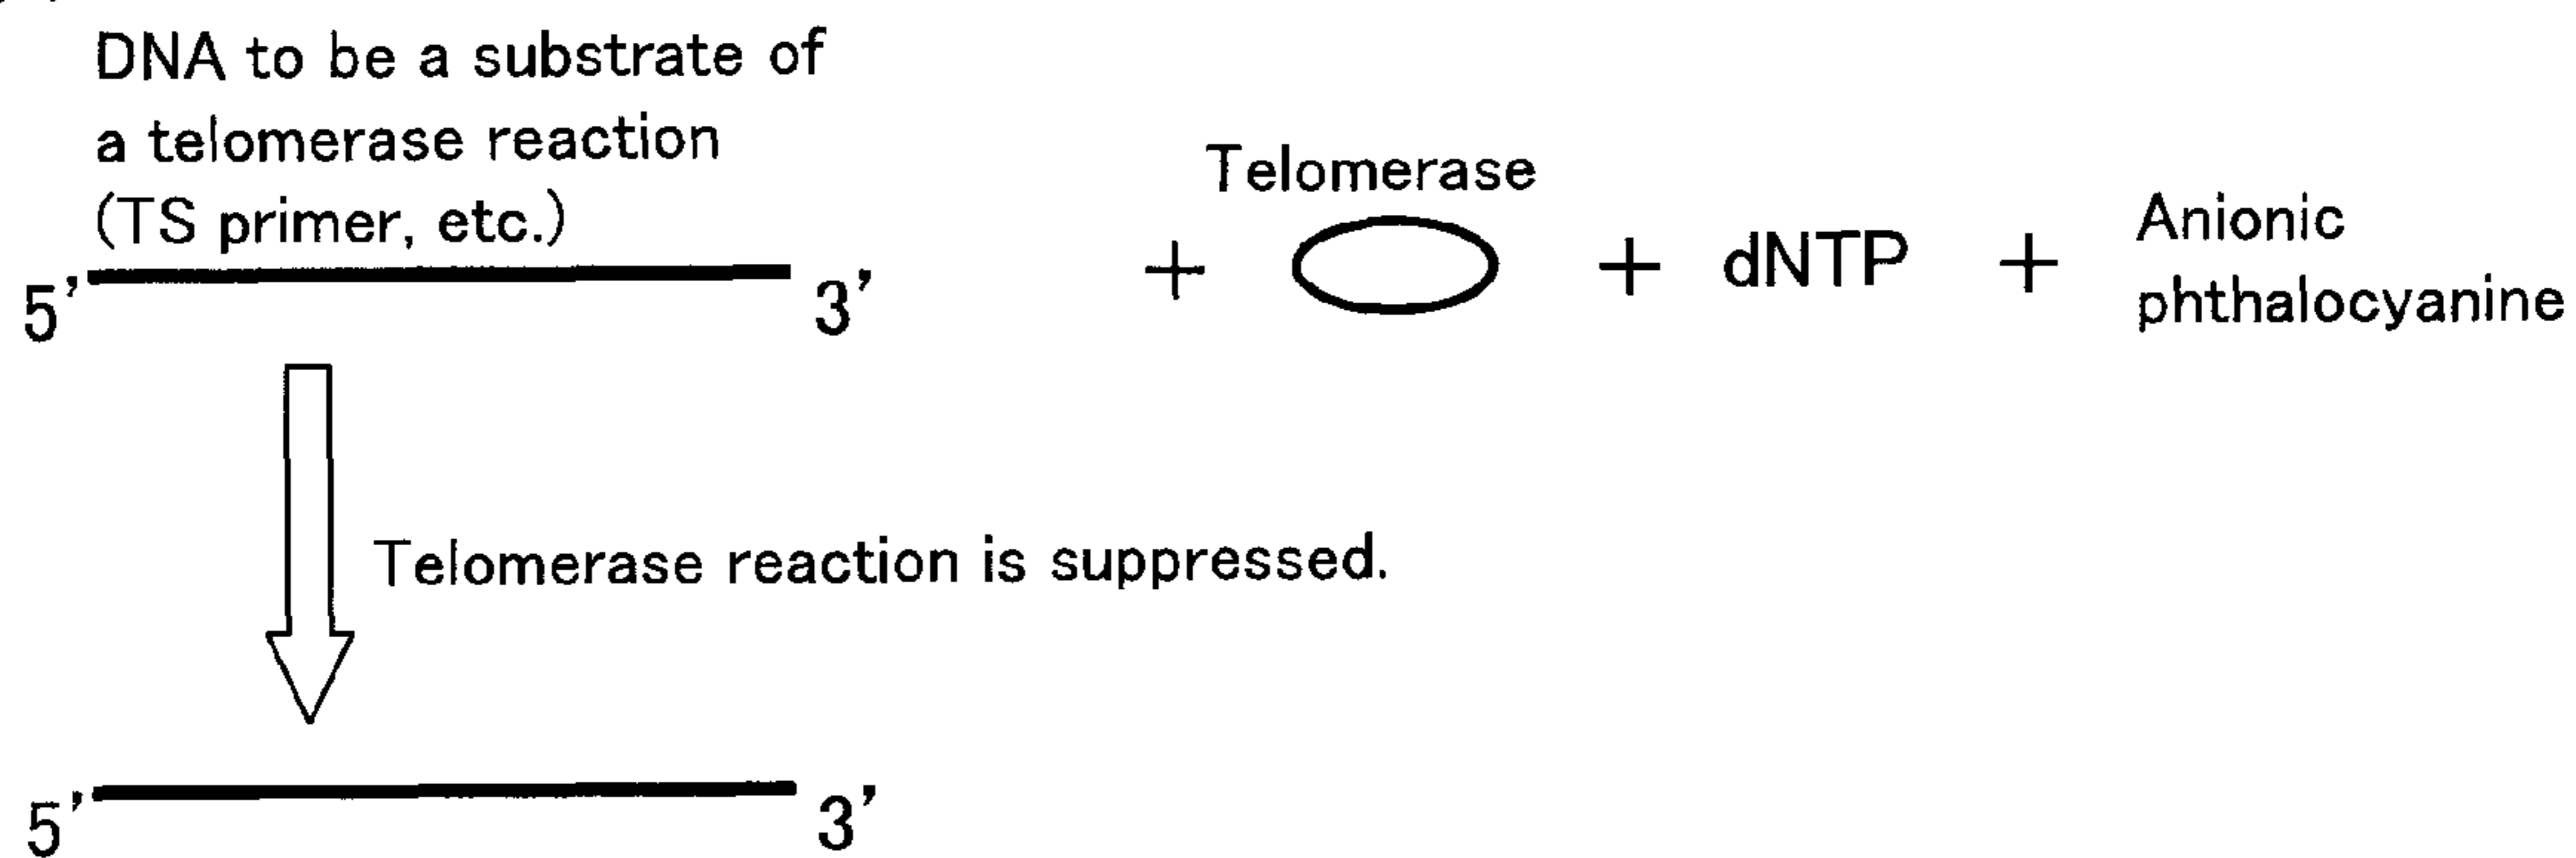 DNA to be a substrate of
a telomerase reaction
(TS primer, etc.)
5' 3'
+ Telomerase + dNTP + Anionic
phthalocyanine
Telomerase reaction is suppressed.
5' 3'